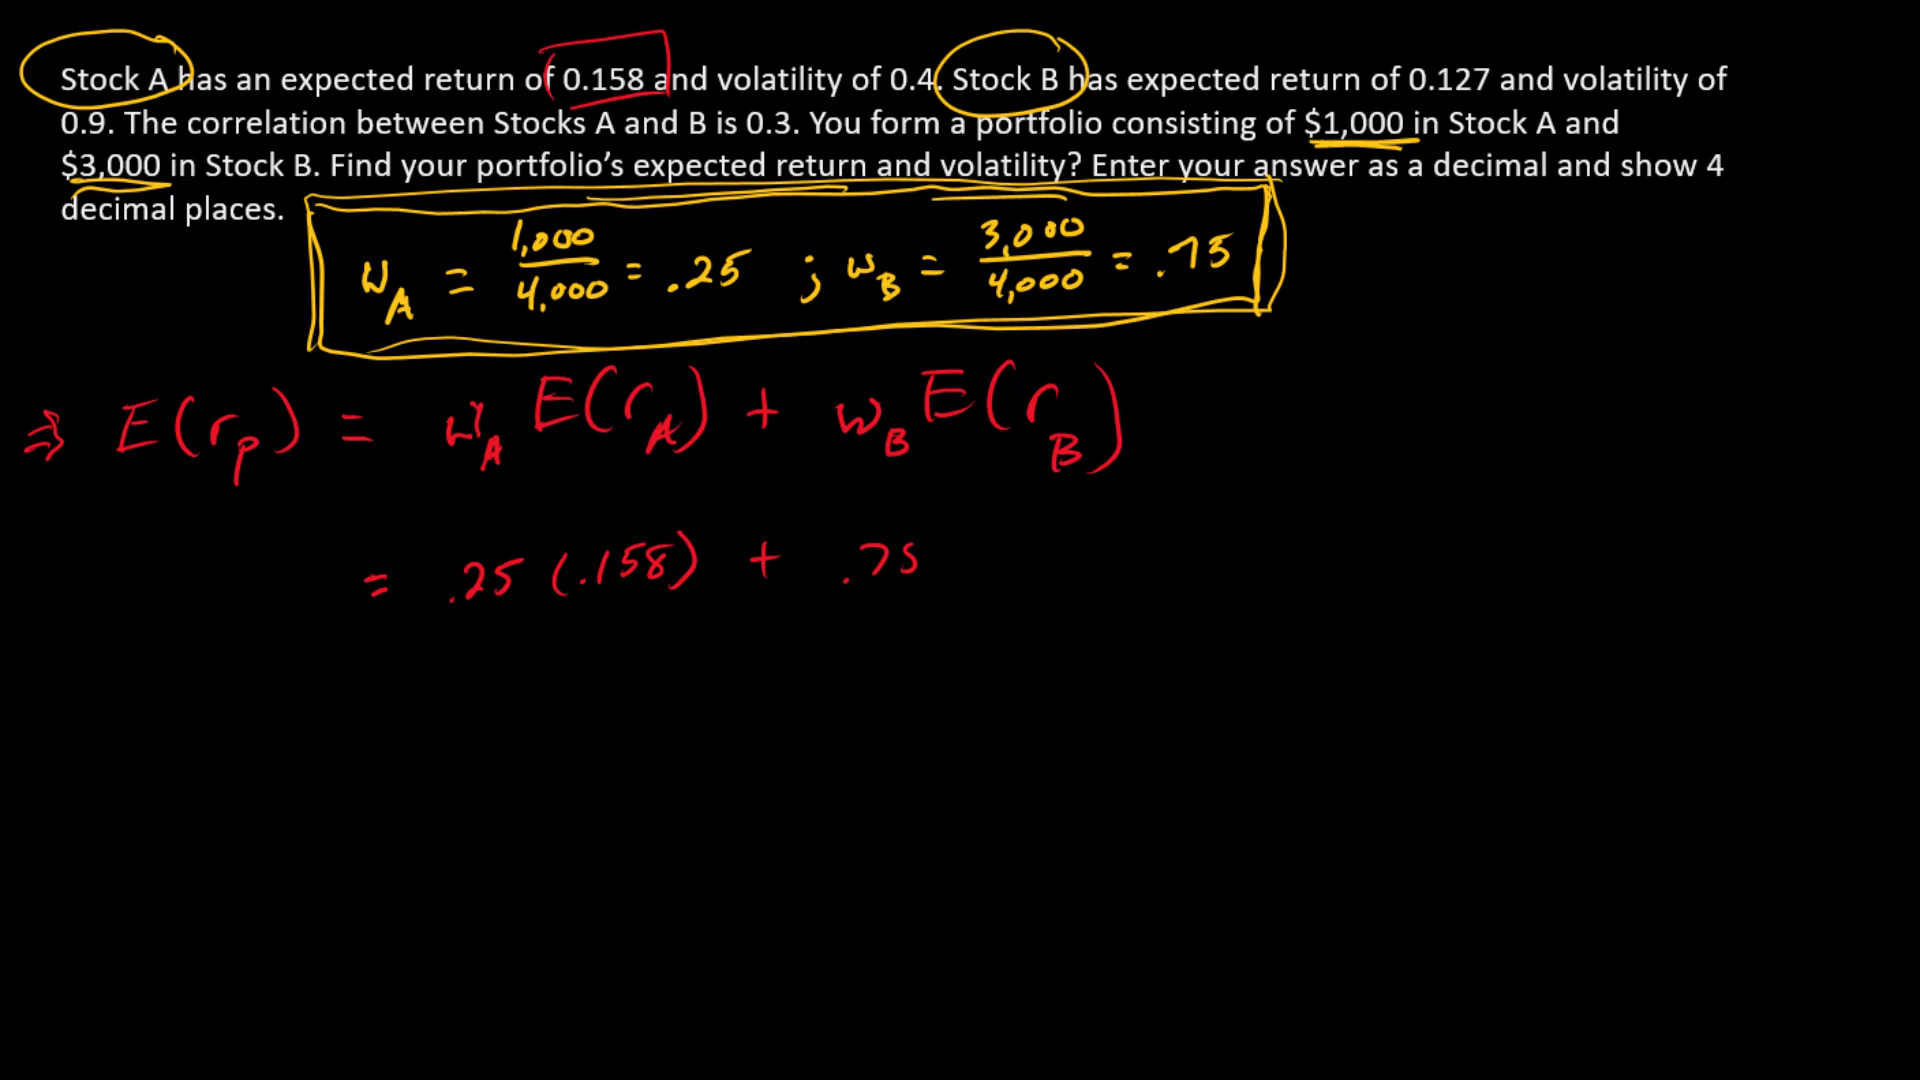 Stock A has an expected return of 0.158 and volatility of 0.4. Stock B has expected return of 0.127 and volatility of
0.9. The correlation between Stocks A and B is 0.3. You form a portfolio consisting of $1,000 in Stock A and
$3,000 in Stock B. Find your portfolio’s expected return and volatility? Enter your answer as a decimal and show 4
decimal places.
W_A = 1,000/4,000 = .25 ; w_B = 3,000/4,000 = .75
⇒ E(r_p) = w_A E(r_A) + w_B E(r_B)
= .25 (.158) + .75